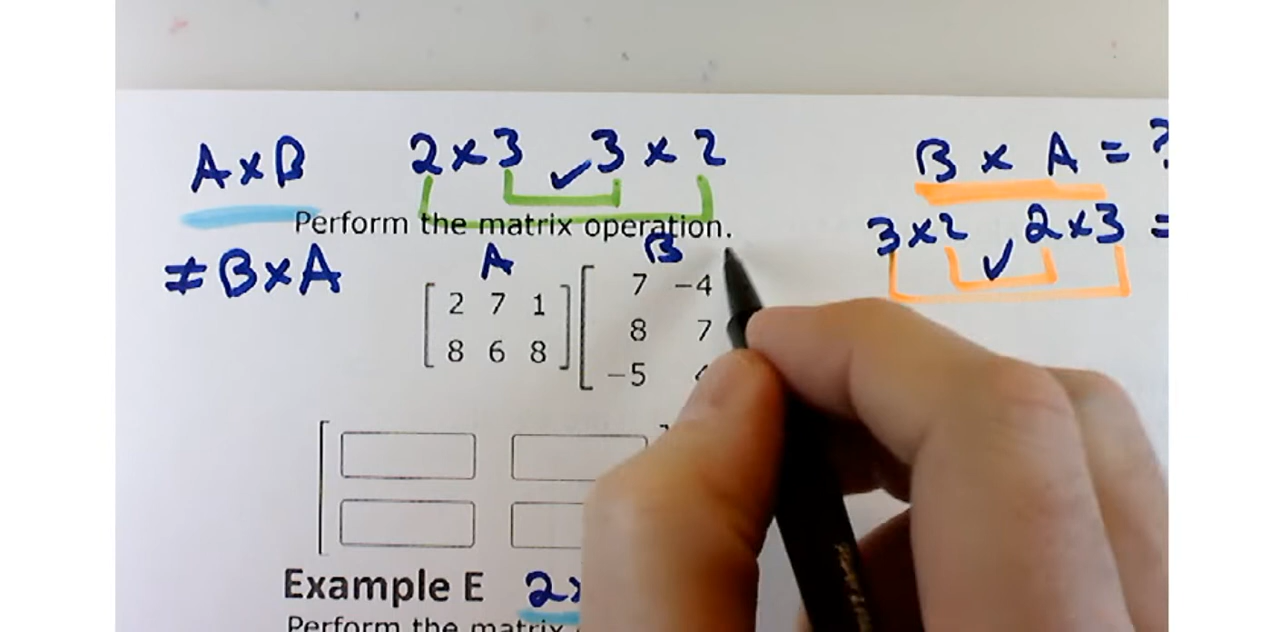 A x B 2 x 3 ✓ 3 x 2 B x A = ?
Perform the matrix operation. 3 x 2 ✓ 2 x 3 =
≠ B x A A B
2 7 1 7 -4
8 6 8 8 7
-5
Example E 2x
Perform the matrix